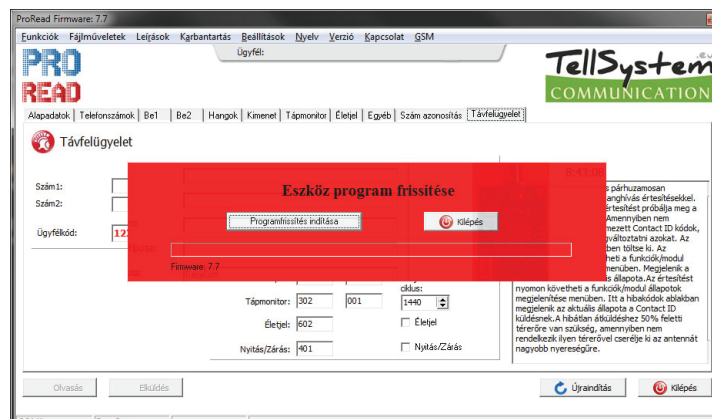 ProRead Firmware: 7.7
Funkciók Fájlműveletek Leírások Karbantartás Beállítások Nyelv Verzió Kapcsolat GSM
Ügyfél:
PRO
READ
TellSystem.eu
COMMUNICATION
Alapadatok Telefonszámok Be1 Be2 Hangok Kimenet Tápmonitor Életjel Egyéb Szám azonosítás Távfelügyelet
Távfelügyelet
8:43:08
Eszköz program frissítése
Programfrissítés indítása
Kilépés
Firmware: 7.7
Szám1:
Szám2:
Ügyfélkód:
párhuzamosan
anghívás értesítésekkel.
értesítést próbálja meg a
Amennyiben nem
mezett Contact ID kódok,
változtatni azokat. Az
ben töltse ki. Az
heti a funkciók/modul
menüben. Megjelenik a
is állapota.Az értesítést
nyomon követheti a funkciók/modul állapotok
megjelenítése menüben. Itt a hibakódok ablakban
megjelenik az aktuális állapota a Contact ID
küldésnek.A hibátlan átküldéshez 50% feletti
térerőre van szükség, amennyiben nem
rendelkezik ilyen térerővel cserélje ki az antennát
nagyobb nyereségűre.
ciklus:
Tápmonitor: 302 001 1440
Életjel: 602 Életjel
Nyitás/Zárás: 401 Nyitás/Zárás
Olvasás Elküldés Újraindítás Kilépés